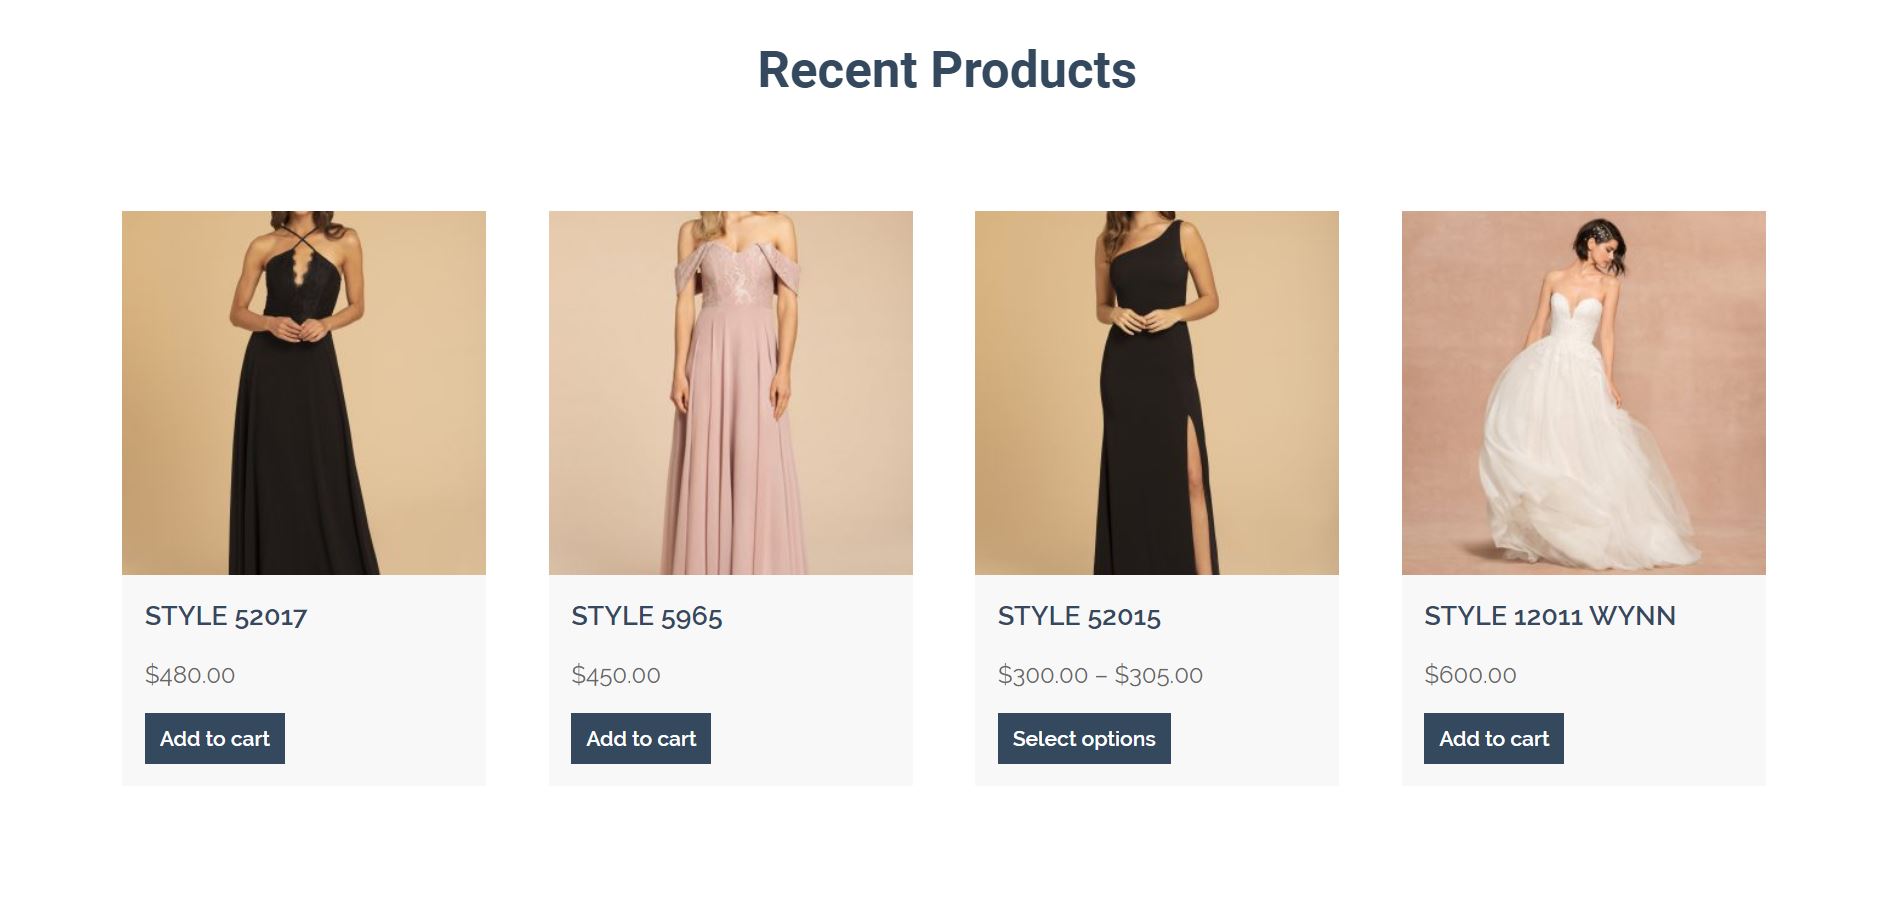 Recent Products
STYLE 52017
$480.00
Add to cart
STYLE 5965
$450.00
Add to cart
STYLE 52015
$300.00 – $305.00
Select options
STYLE 12011 WYNN
$600.00
Add to cart